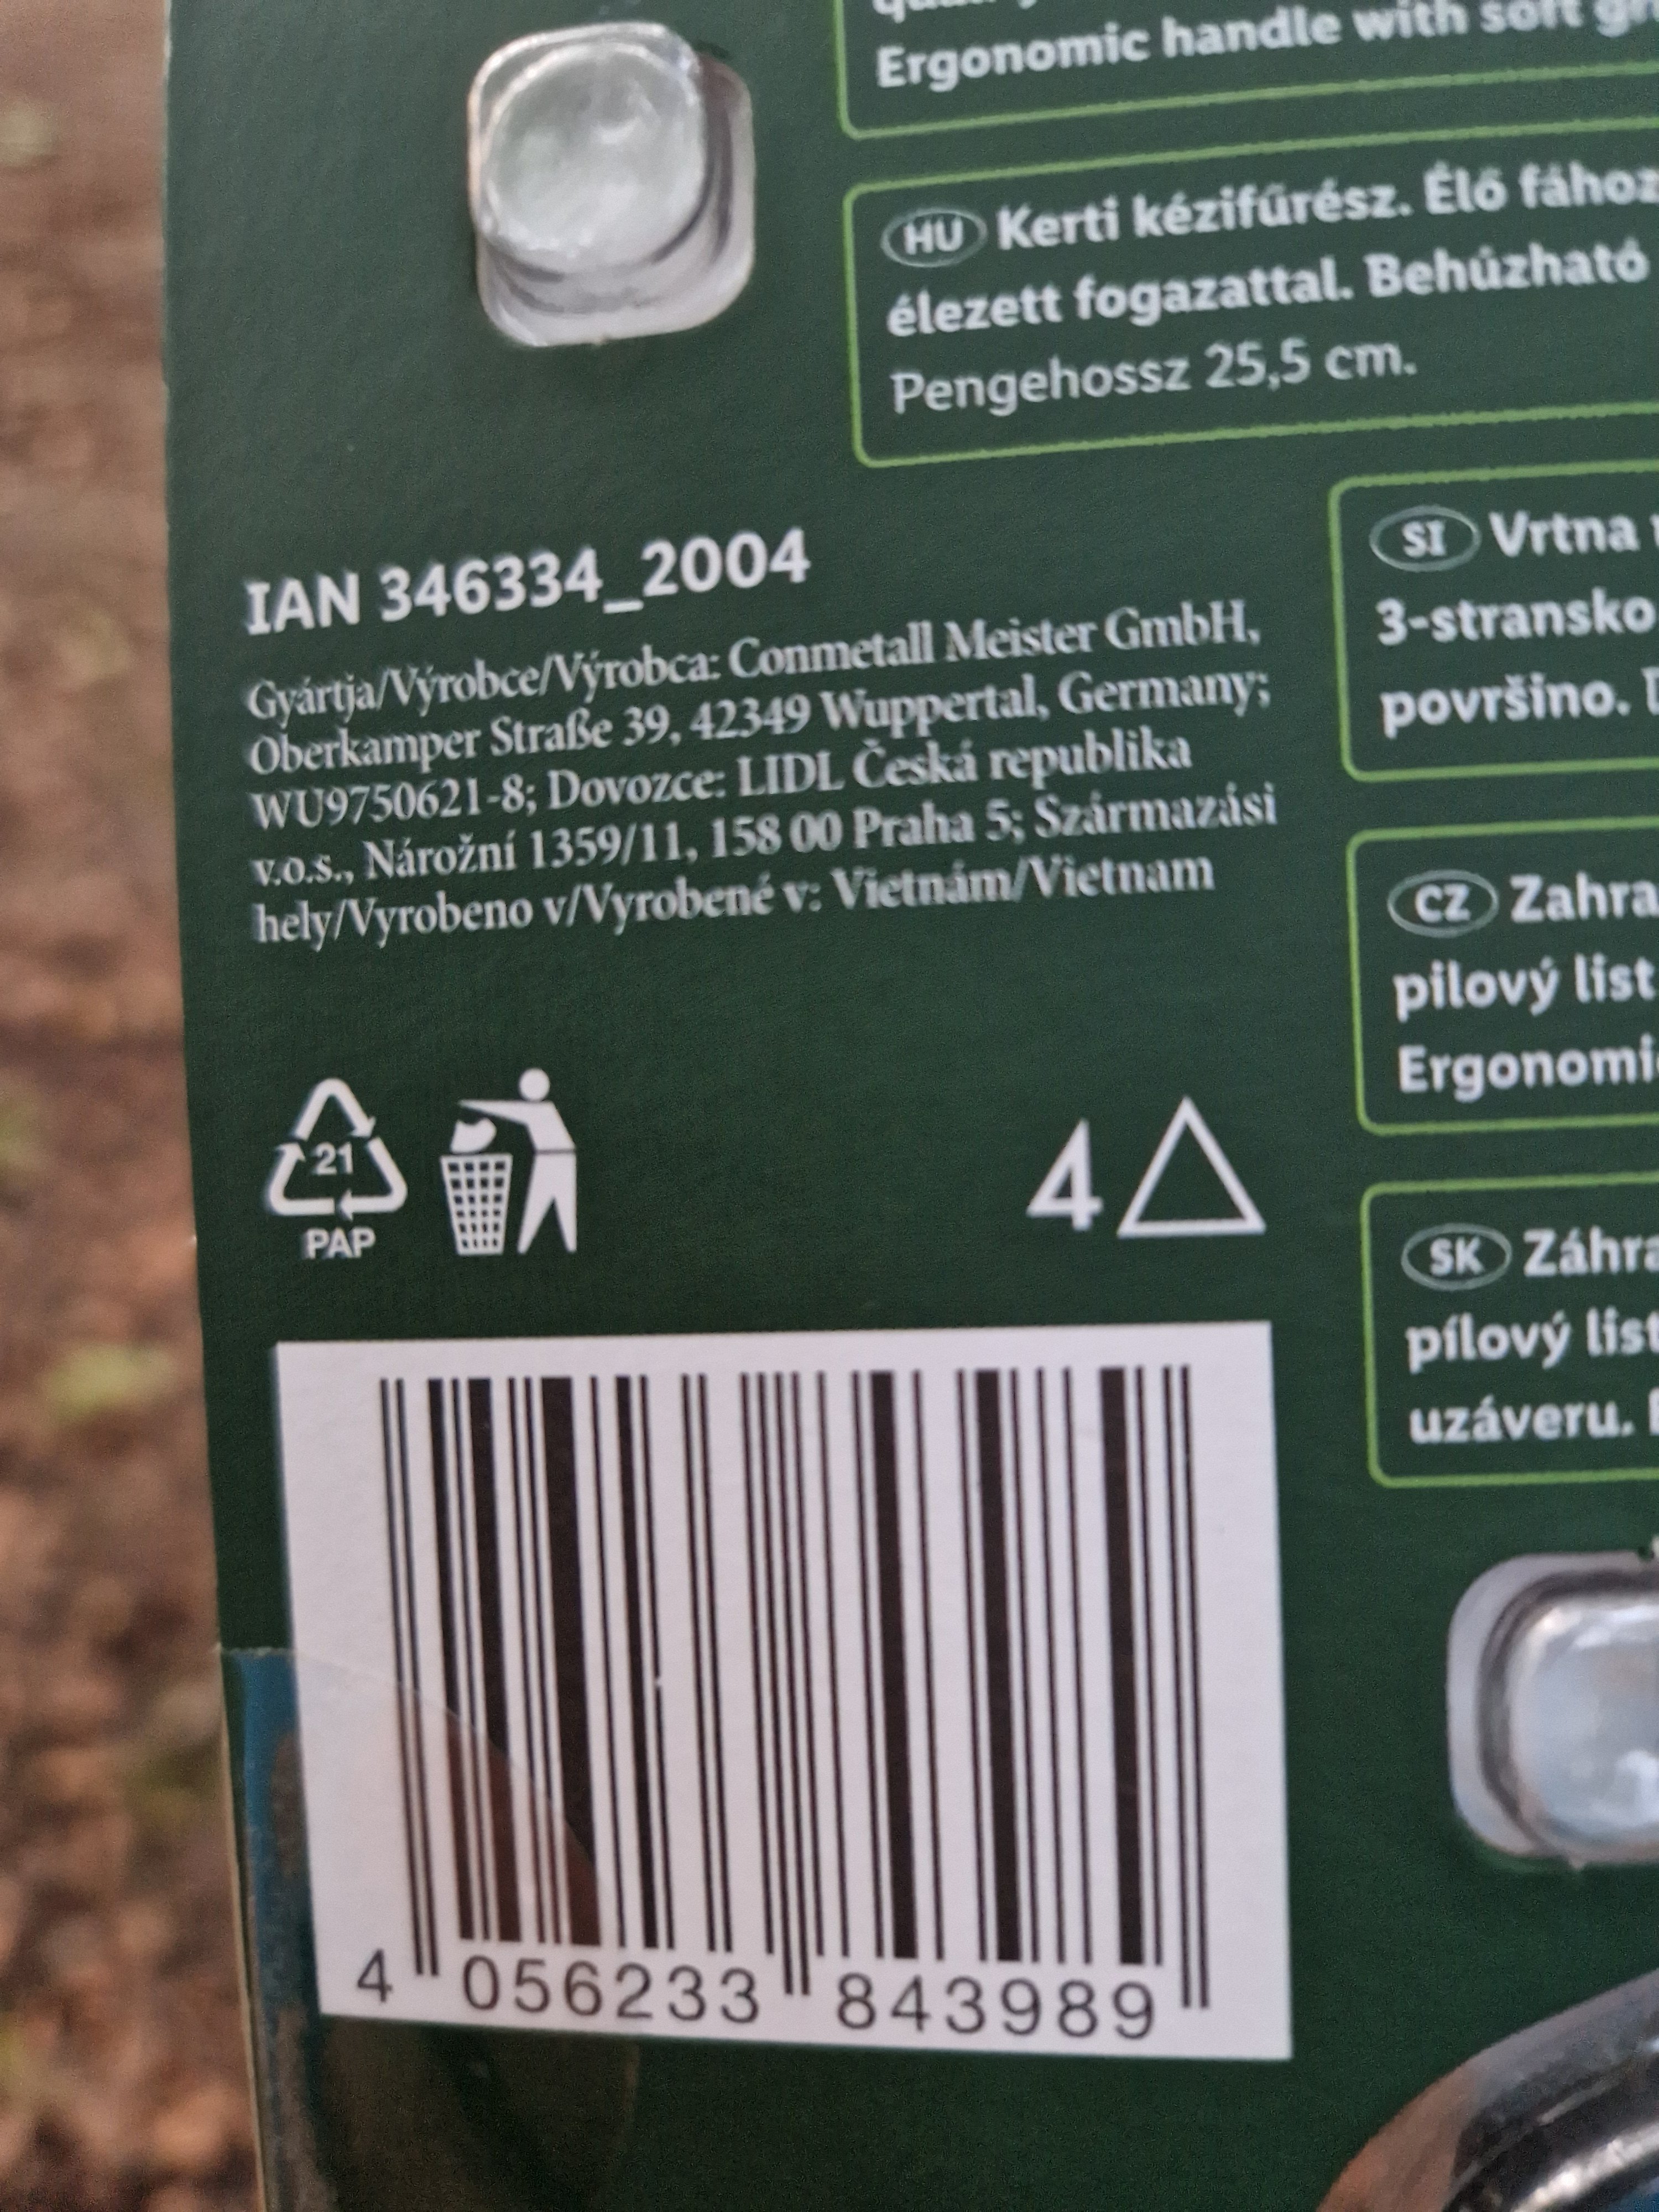 Ergonomic handle with soft
HU Kerti kézifűrész. Élő fához
élezett fogazattal. Behúzható
Pengehossz 25,5 cm.
IAN 346334_2004
Gyártja/Výrobce/Výrobca: Conmetall Meister GmbH,
Oberkamper Straße 39, 42349 Wuppertal, Germany;
WU9750621-8; Dovozce: LIDL Česká republika
v.o.s., Nárožní 1359/11, 158 00 Praha 5; Származási
hely/Vyrobeno v/Vyrobené v: Vietnám/Vietnam
SI Vrtna
3-stransko
površino.
CZ Zahra
pilový list
Ergonomi
SK Záhra
pílový list
uzáveru.
21
PAP
4
4 056233 843989